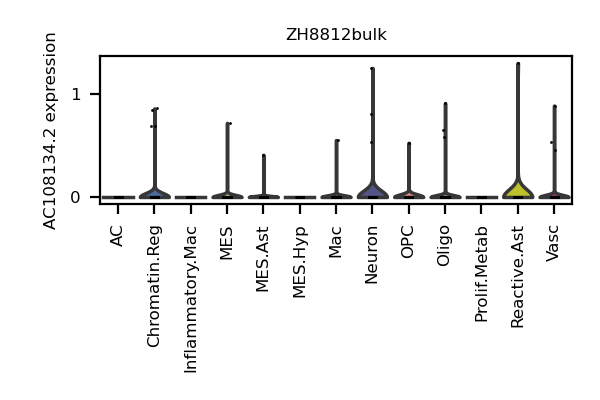 ZH8812bulk
AC108134.2 expression
1
0
AC
Chromatin.Reg
Inflammatory.Mac
MES
MES.Ast
MES.Hyp
Mac
Neuron
OPC
Oligo
Prolif.Metab
Reactive.Ast
Vasc